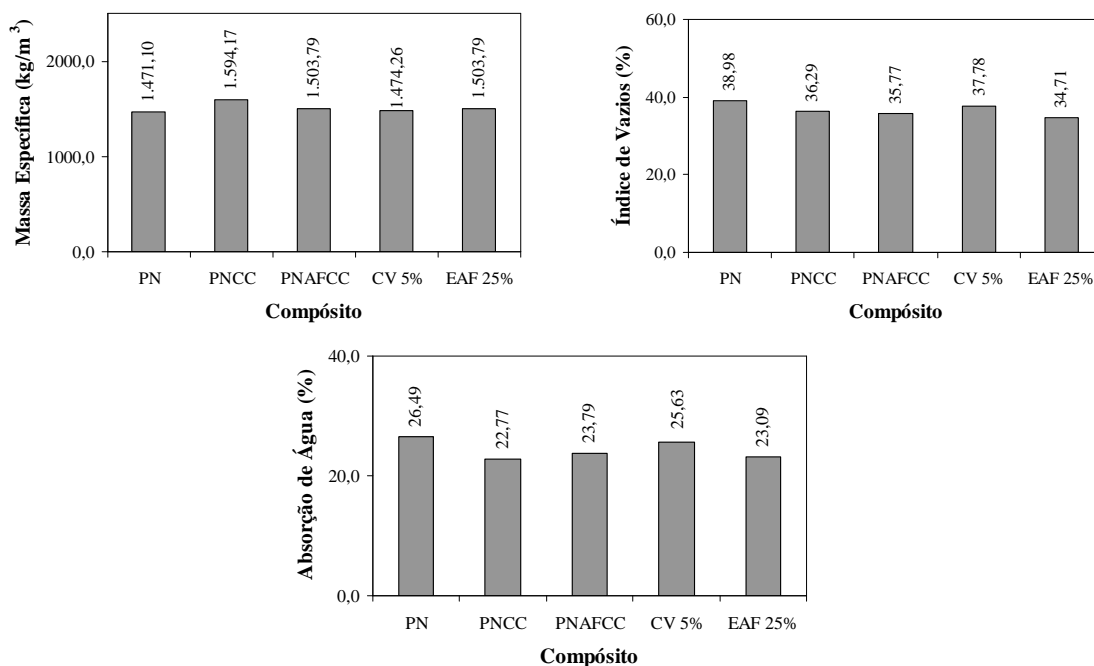 Massa Específica (kg/m ³)
2000,0
1000,0
0,0
1.471,10
1.594,17
1.503,79
1.474,26
1.503,79
PN PNCC PNAFCC CV 5% EAF 25%
Compósito
Índice de Vazios (%)
60,0
40,0
20,0
0,0
38,98
36,29
35,77
37,78
34,71
PN PNCC PNAFCC CV 5% EAF 25%
Compósito
Absorção de Água (%)
40,0
20,0
0,0
26,49
22,77
23,79
25,63
23,09
PN PNCC PNAFCC CV 5% EAF 25%
Compósito